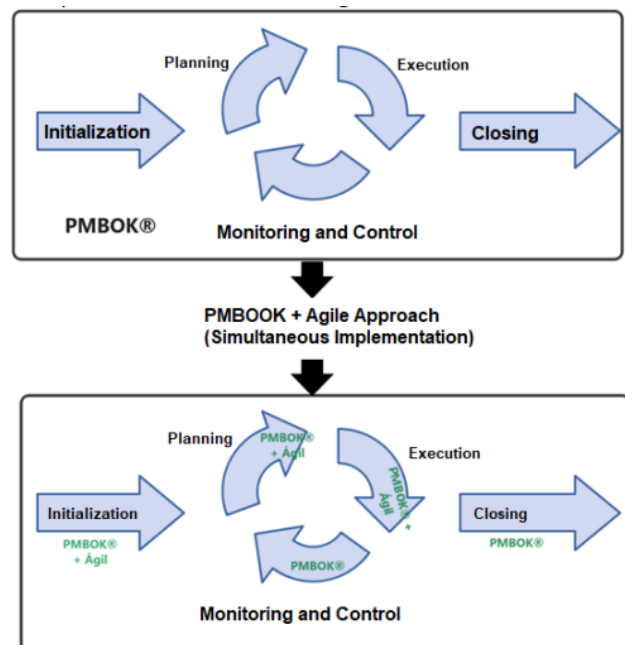 Planning
Execution
Initialization
Closing
PMBOK®
Monitoring and Control
PMBOOK + Agile Approach
(Simultaneous Implementation)
Planning
PMBOK®
+ Ágil
Execution
PMBOK® +
Ágil
Initialization
Closing
PMBOK®
+ Ágil
PMBOK®
PMBOK®
Monitoring and Control